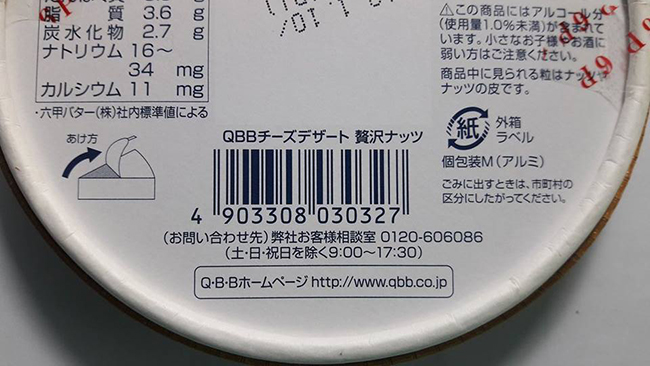 脂 質 3.6 g
炭水化物 2.7 g
ナトリウム 16〜
34 mg
カルシウム 11 mg
・六甲バター(株)社内標準値による
⚠この商品にはアルコール分
(使用量1.0%未満)が含まれて
います。小さなお子様やお酒に
弱い方はご注意ください。
商品中に見られる粒はナッツや
ナッツの皮です。
あけ方
紙
外箱
ラベル
個包装M(アルミ)
ごみに出すときは、市町村の
区分にしたがってください。
QBBチーズデザート 贅沢ナッツ
4 903308 030327
(お問い合わせ先)弊社お客様相談室 0120-606086
(土・日・祝日を除く9:00〜17:30)
Q・B・Bホームページ http://www.qbb.co.jp
6P
6P
6P